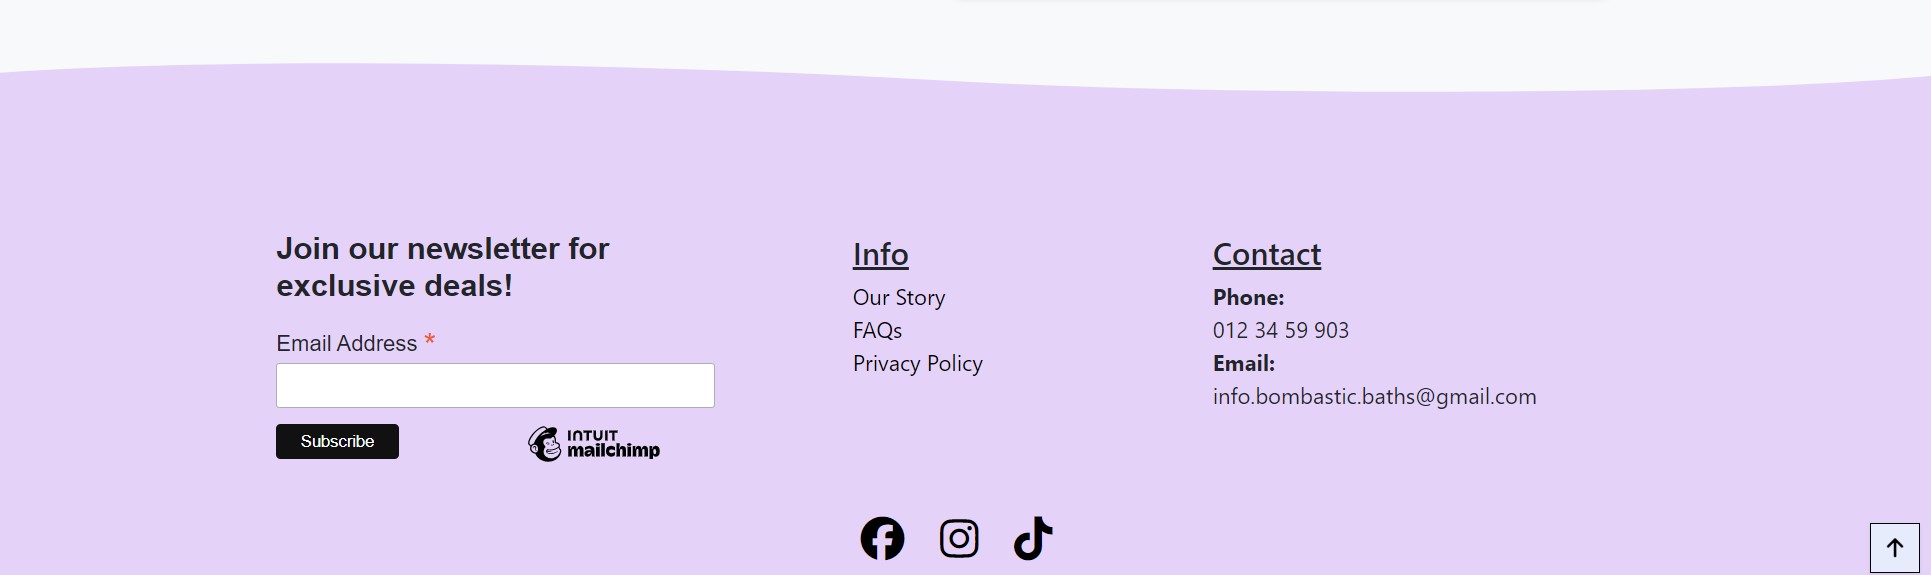 Join our newsletter for
exclusive deals!
Email Address *
Subscribe
INTUIT
mailchimp
Info
Our Story
FAQs
Privacy Policy
Contact
Phone:
012 34 59 903
Email:
info.bombastic.baths@gmail.com